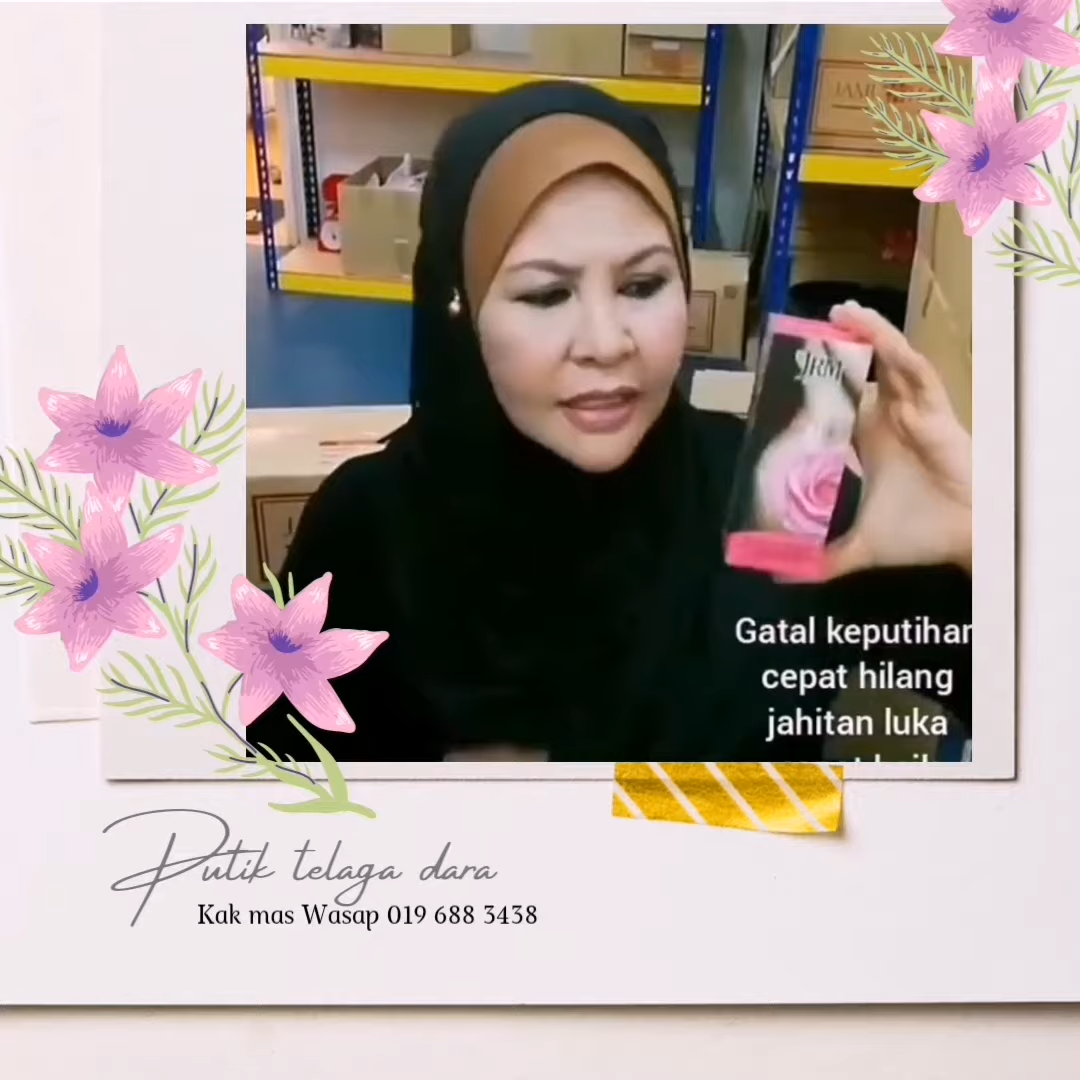 JRM
Gatal keputihan
cepat hilang
jahitan luka
Putik telaga dara
Kak mas Wasap 019 688 3438